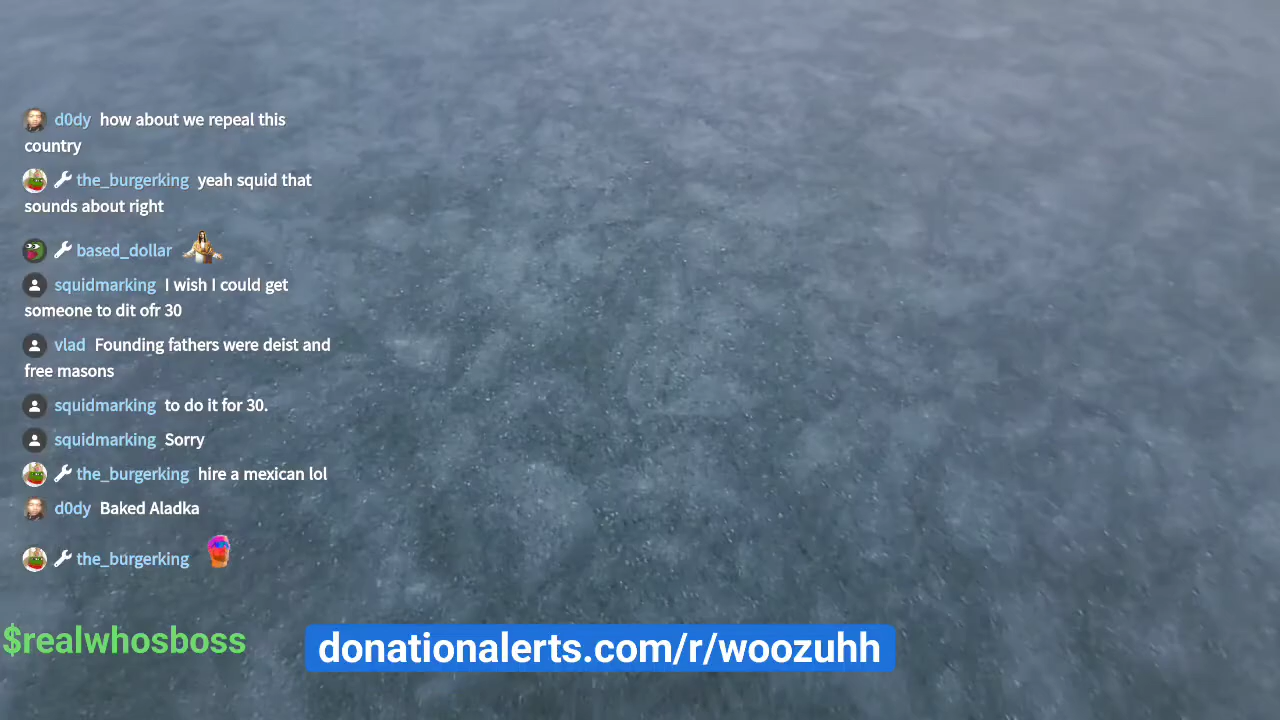 d0dy how about we repeal this
country
the_burgerking yeah squid that
sounds about right
based_dollar
squidmarking I wish I could get
someone to dit ofr 30
vlad Founding fathers were deist and
free masons
squidmarking to do it for 30.
squidmarking Sorry
the_burgerking hire a mexican lol
d0dy Baked Aladka
the_burgerking
$realwhosboss
donationalerts.com/r/woozuhh